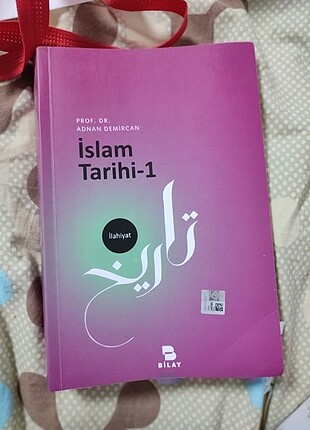 PROF. DR.
ADNAN DEMİRCAN
İslam
Tarihi-1
İlahiyat
تاريخ
BİLAY